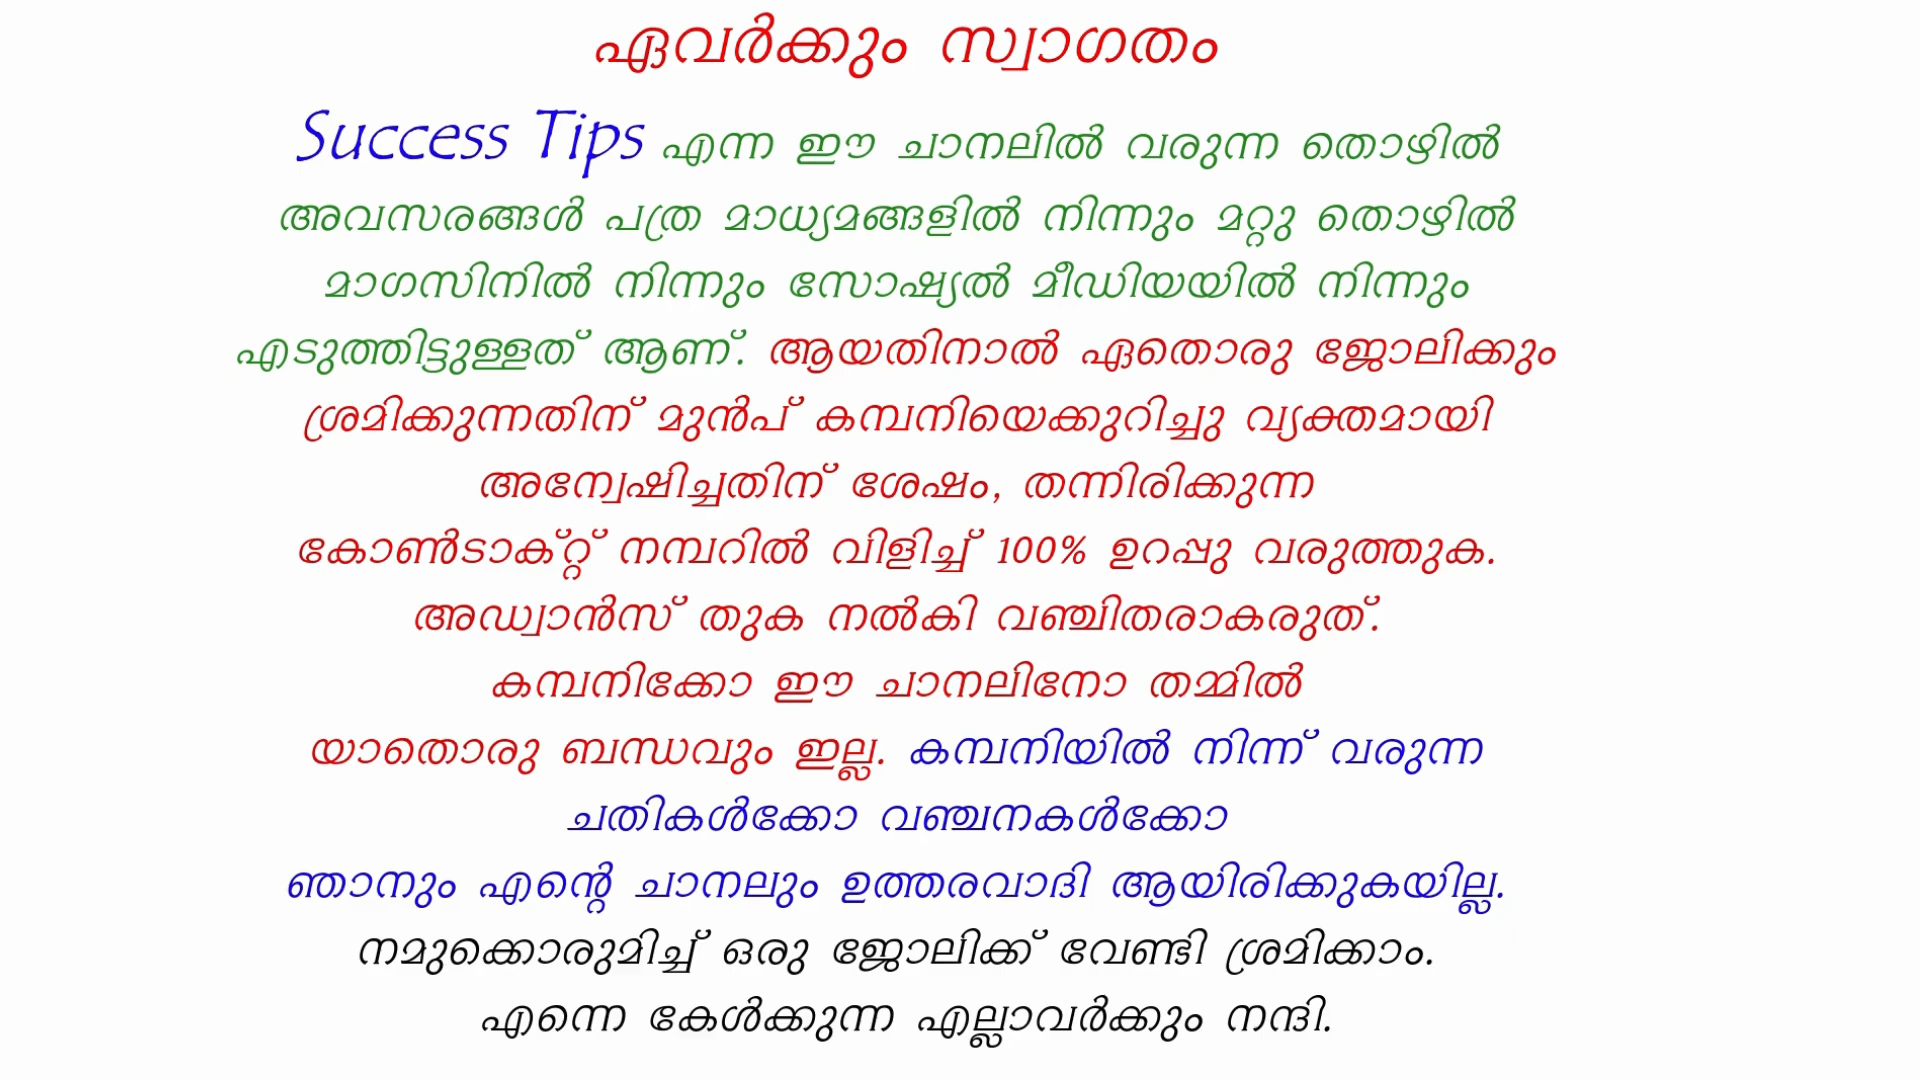 ഏവർക്കും സ്വാഗതം
Success Tips എന്ന ഈ ചാനലിൽ വരുന്ന തൊഴിൽ
അവസരങ്ങൾ പത്ര മാധ്യമങ്ങളിൽ നിന്നും മറ്റു തൊഴിൽ
മാഗസിനിൽ നിന്നും സോഷ്യൽ മീഡിയയിൽ നിന്നും
എടുത്തിട്ടുള്ളത് ആണ്. ആയതിനാൽ ഏതൊരു ജോലിക്കും
ശ്രമിക്കുന്നതിന് മുൻപ് കമ്പനിയെക്കുറിച്ചു വ്യക്തമായി
അന്വേഷിച്ചതിന് ശേഷം, തന്നിരിക്കുന്ന
കോൺടാക്റ്റ് നമ്പറിൽ വിളിച്ച് 100% ഉറപ്പു വരുത്തുക.
അഡ്വാൻസ് തുക നൽകി വഞ്ചിതരാകരുത്.
കമ്പനിക്കോ ഈ ചാനലിനോ തമ്മിൽ
യാതൊരു ബന്ധവും ഇല്ല. കമ്പനിയിൽ നിന്ന് വരുന്ന
ചതികൾക്കോ വഞ്ചനകൾക്കോ
ഞാനും എന്റെ ചാനലും ഉത്തരവാദി ആയിരിക്കുകയില്ല.
നമുക്കൊരുമിച്ച് ഒരു ജോലിക്ക് വേണ്ടി ശ്രമിക്കാം.
എന്നെ കേൾക്കുന്ന എല്ലാവർക്കും നന്ദി.